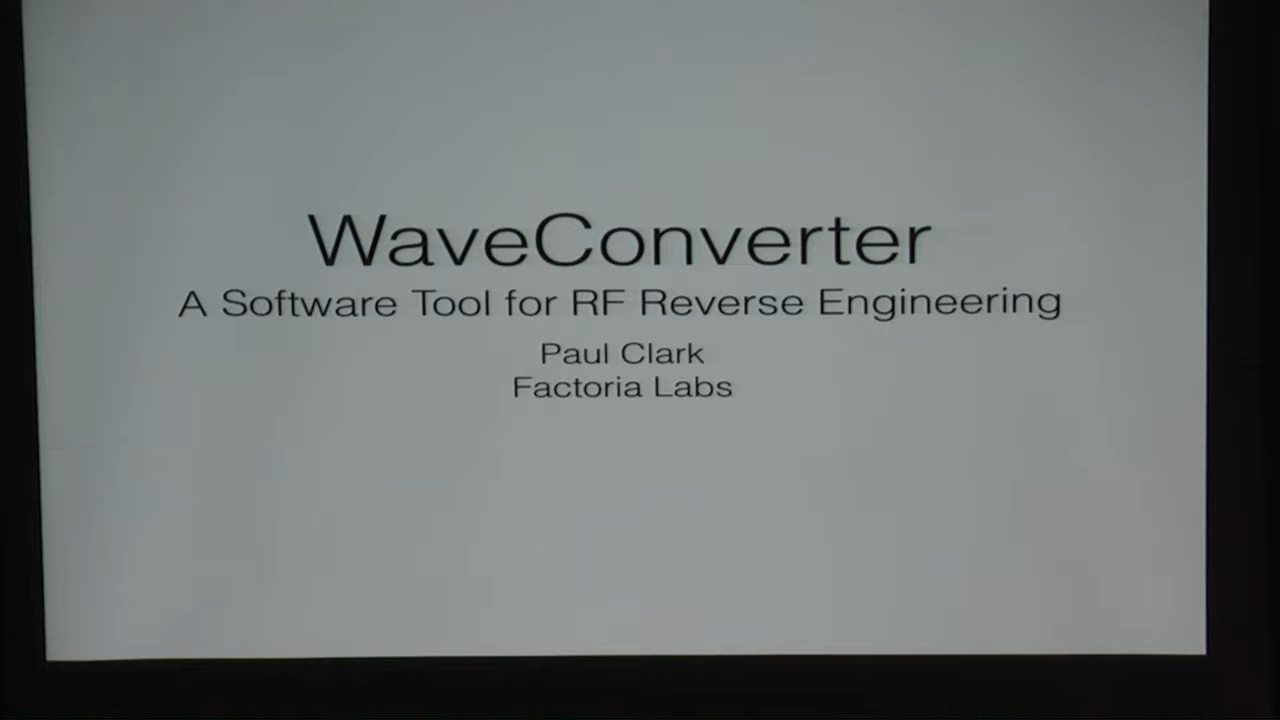 WaveConverter
A Software Tool for RF Reverse Engineering
Paul Clark
Factoria Labs